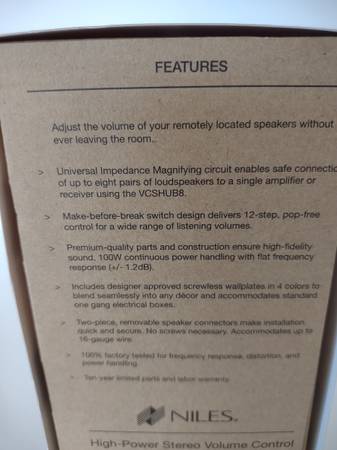 FEATURES
Adjust the volume of your remotely located speakers without
ever leaving the room..
> Universal Impedance Magnifying circuit enables safe connectic
of up to eight pairs of loudspeakers to a single amplifier or
receiver using the VCSHUB8.
> Make-before-break switch design delivers 12-step, pop-free
control for a wide range of listening volumes.
> Premium-quality parts and construction ensure high-fidelity
sound, 100W continuous power handling with flat frequency
response (+/- 1.2dB).
> Includes designer approved screwless wallplates in 4 colors to
blend seamlessly into any décor and accommodates standard
one gang electrical boxes.
> Two-piece, removable speaker connectors make installation
quick and secure. No screws necessary. Accommodates up to
16-gauge wire.
> 100% factory tested for frequency response, distortion, and
power handling.
> Ten year limited parts and labor warranty.
NILES.
High-Power Stereo Volume Control